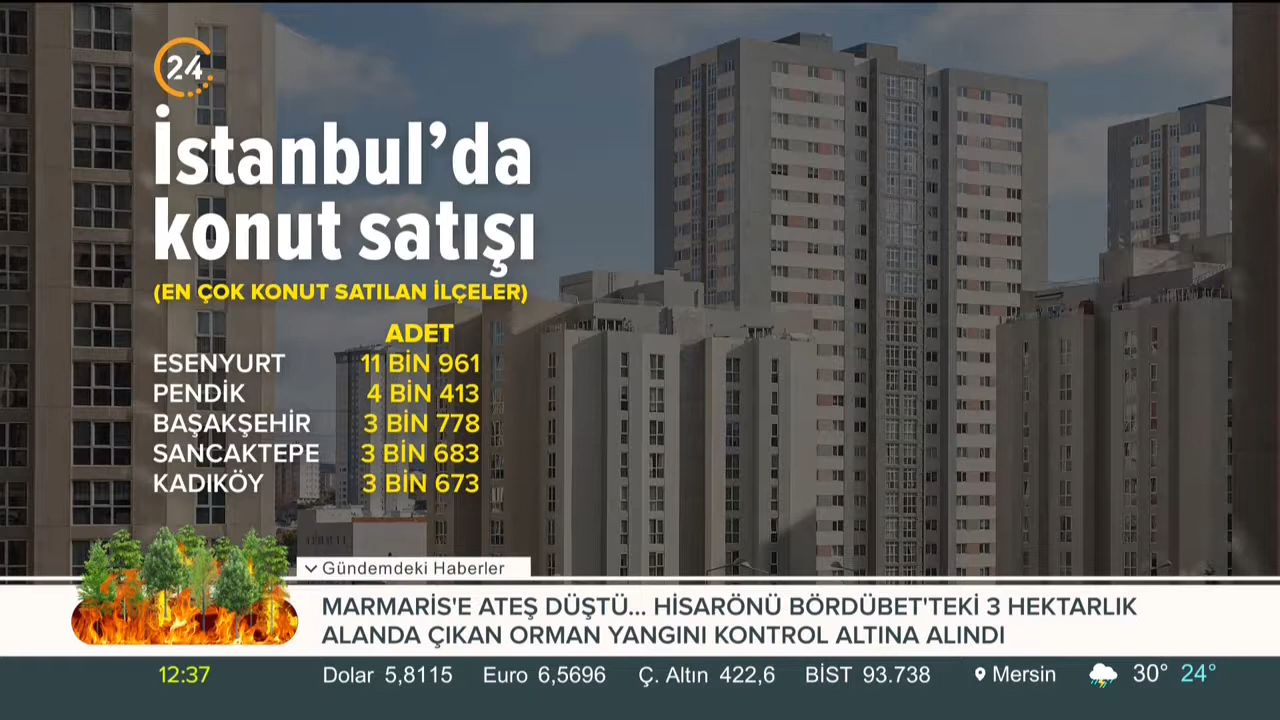 24
İstanbul'da
konut satışı
(EN ÇOK KONUT SATILAN İLÇELER)
ADET
ESENYURT 11 BİN 961
PENDİK 4 BİN 413
BAŞAKŞEHİR 3 BİN 778
SANCAKTEPE 3 BİN 683
KADIKÖY 3 BİN 673
Gündemdeki Haberler
MARMARİS'E ATEŞ DÜŞTÜ... HİSARÖNÜ BÖRDÜBET'TEKİ 3 HEKTARLIK
ALANDA ÇIKAN ORMAN YANGINI KONTROL ALTINA ALINDI
12:37 Dolar 5,8115 Euro 6,5696 Ç. Altın 422,6 BİST 93.738 Mersin 30° 24°